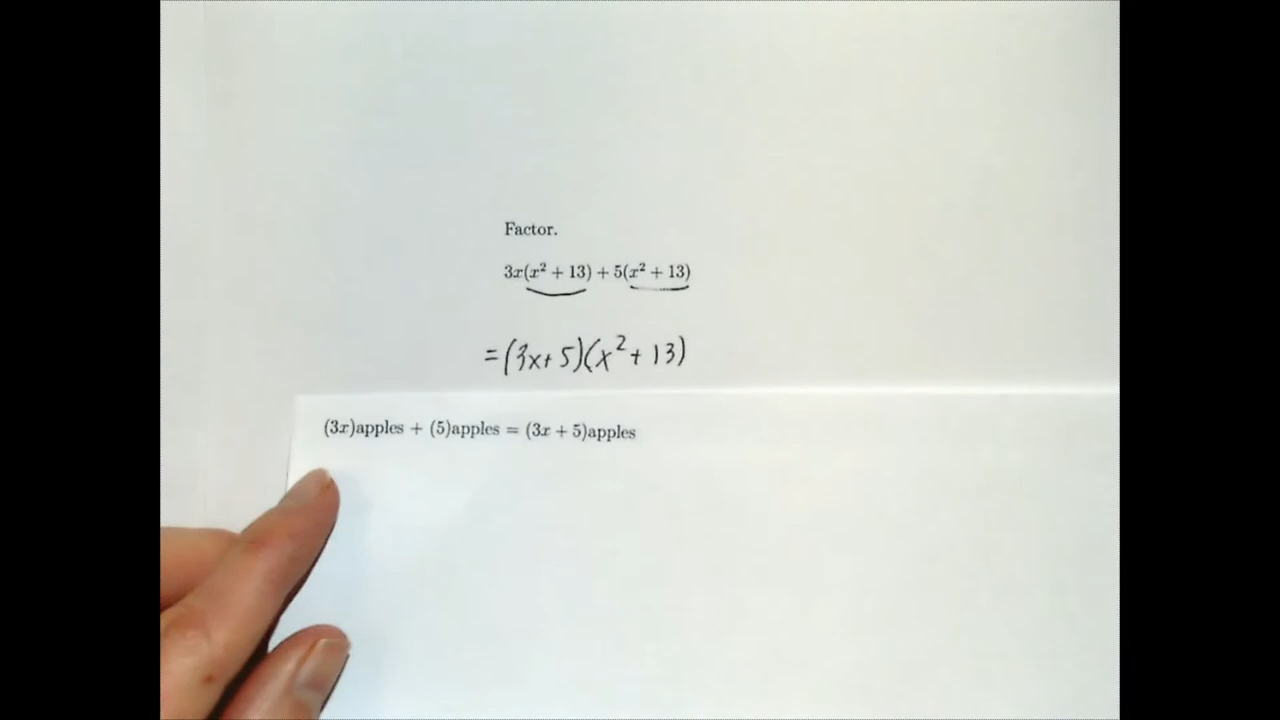 Factor.
3x(x² + 13) + 5(x² + 13)
=(3x+5)(x²+13)
(3x)apples + (5)apples = (3x + 5)apples